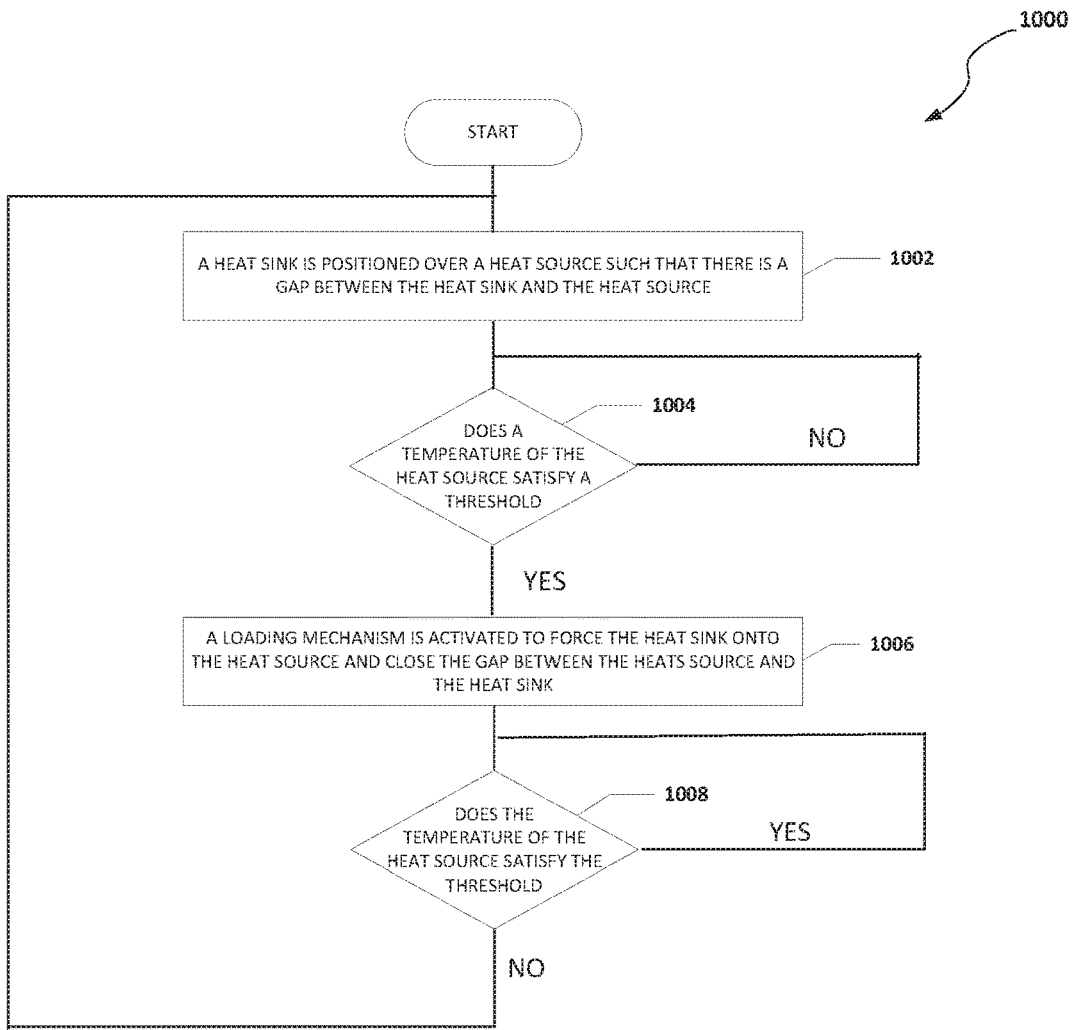 1000
START
A HEAT SINK IS POSITIONED OVER A HEAT SOURCE SUCH THAT THERE IS A
GAP BETWEEN THE HEAT SINK AND THE HEAT SOURCE
1002
1004
DOES A
TEMPERATURE OF THE
HEAT SOURCE SATISFY A
THRESHOLD
NO
YES
A LOADING MECHANISM IS ACTIVATED TO FORCE THE HEAT SINK ONTO
THE HEAT SOURCE AND CLOSE THE GAP BETWEEN THE HEATS SOURCE AND
THE HEAT SINK
1006
1008
DOES THE
TEMPERATURE OF THE
HEAT SOURCE SATISFY THE
THRESHOLD
YES
NO